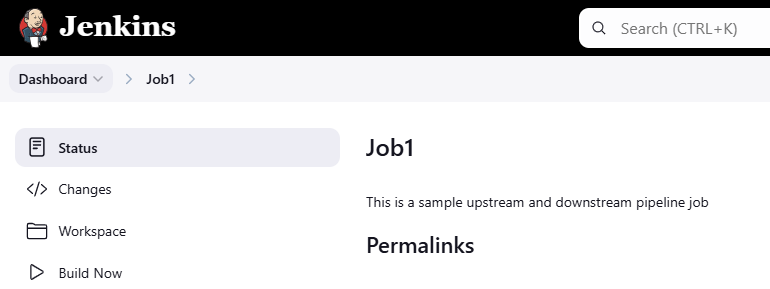 Jenkins
Search (CTRL+K)
Dashboard
Job1
Status
Changes
Workspace
Build Now
Job1
This is a sample upstream and downstream pipeline job
Permalinks